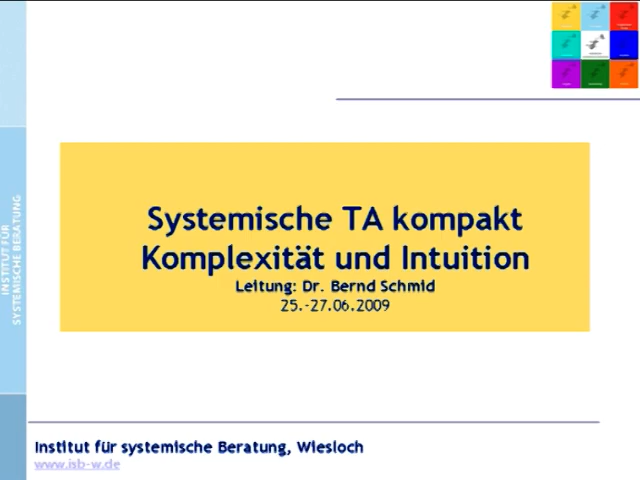 Systemische TA kompakt
Komplexität und Intuition
Leitung: Dr. Bernd Schmid
25.-27.06.2009
INSTITUT FÜR
SYSTEMISCHE BERATUNG
Institut für systemische Beratung, Wiesloch
www.isb-w.de